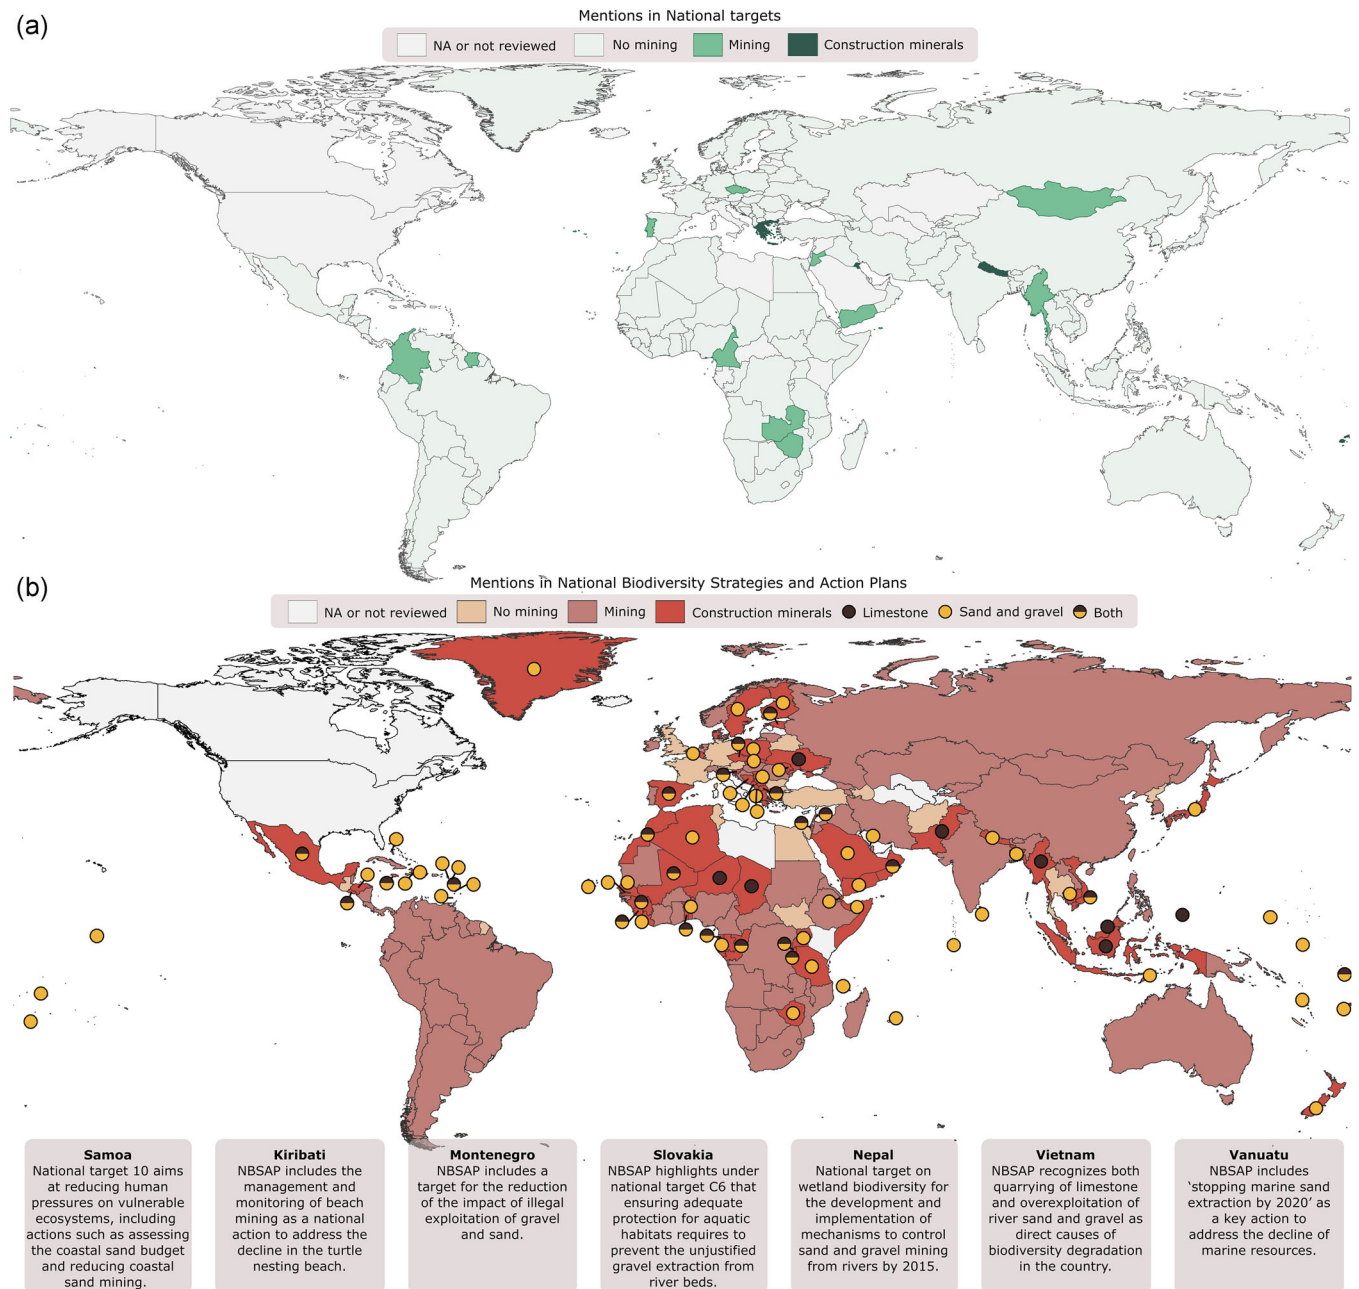 (a)
Mentions in National targets
NA or not reviewed
No mining
Mining
Construction minerals
(b)
Mentions in National Biodiversity Strategies and Action Plans
NA or not reviewed
No mining
Mining
Construction minerals
Limestone
Sand and gravel
Both
Samoa
National target 10 aims
at reducing human
pressures on vulnerable
ecosystems, including
actions such as assessing
the coastal sand budget
and reducing coastal
sand mining.
Kiribati
NBSAP includes the
management and
monitoring of beach
mining as a national
action to address the
decline in the turtle
nesting beach.
Montenegro
NBSAP includes a
target for the reduction
of the impact of illegal
exploitation of gravel
and sand.
Slovakia
NBSAP highlights under
national target C6 that
ensuring adequate
protection for aquatic
habitats requires to
prevent the unjustified
gravel extraction from
river beds.
Nepal
National target on
wetland biodiversity for
the development and
implementation of
mechanisms to control
sand and gravel mining
from rivers by 2015.
Vietnam
NBSAP recognizes both
quarrying of limestone
and overexploitation of
river sand and gravel as
direct causes of
biodiversity degradation
in the country.
Vanuatu
NBSAP includes
‘stopping marine sand
extraction by 2020’ as
a key action to
address the decline of
marine resources.